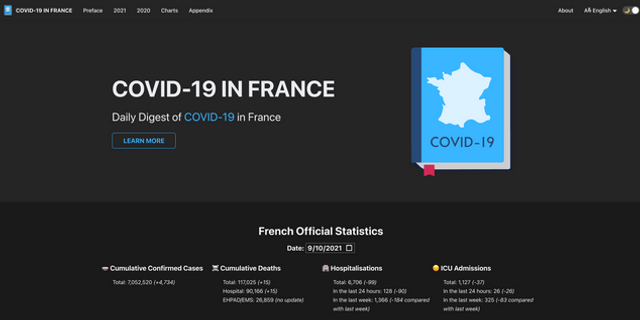 COVID-19 IN FRANCE Preface 2021 2020 Charts Appendix About English
COVID-19 IN FRANCE
Daily Digest of COVID-19 in France
LEARN MORE
COVID-19
French Official Statistics
Date: 9/10/2021
Cumulative Confirmed Cases
Total: 7,052,520 (+4,734)
Cumulative Deaths
Total: 117,025 (+15)
Hospital: 90,166 (+15)
EHPAD/EMS: 26,859 (no update)
Hospitalisations
Total: 6,706 (-99)
In the last 24 hours: 128 (-90)
In the last week: 1,366 (-184 compared
with last week)
ICU Admissions
Total: 1,127 (-37)
In the last 24 hours: 26 (-26)
In the last week: 325 (-83 compared
with last week)